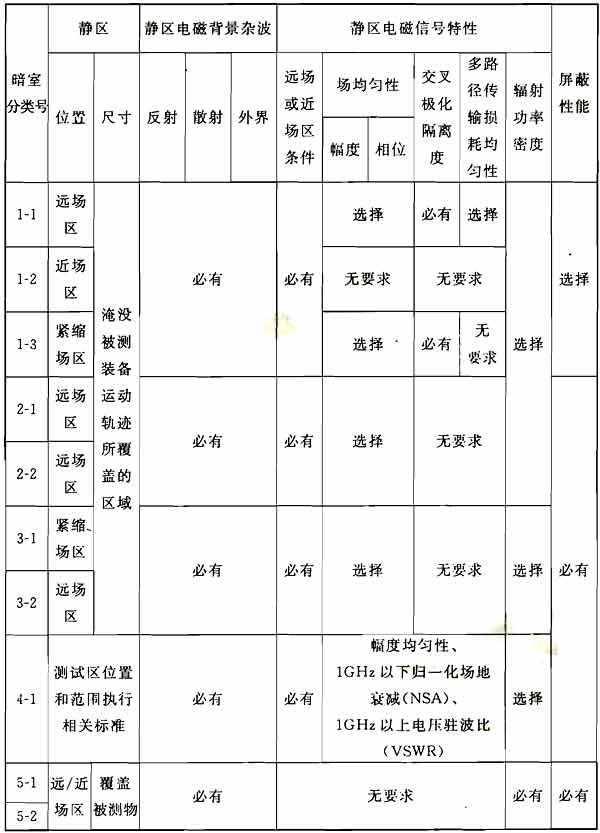 暗室分类号
静区
静区电磁背景杂波
静区电磁信号特性
屏蔽性能
位置
尺寸
反射
散射
外界
远场或近场区条件
场均匀性
幅度
相位
交叉极化隔离度
多路径传输损耗均匀性
辐射功率密度
1-1
远场区
淹没被测装备运动轨迹所覆盖的区域
必有
必有
选择
必有
选择
选择
选择
1-2
近场区
无要求
无要求
1-3
紧缩场区
选择
必有
无要求
2-1
远场区
必有
必有
选择
无要求
必有
2-2
远场区
3-1
紧缩、场区
必有
必有
选择
无要求
选择
3-2
远场区
4-1
测试区位置
和范围执行
相关标准
必有
必有
幅度均匀性、
1GHz以下归一化场地
衰减(NSA)、
1GHz以上电压驻波比
(VSWR)
选择
5-1
5-2
远/近
场区
覆盖
被测物
必有
无要求
必有
必有